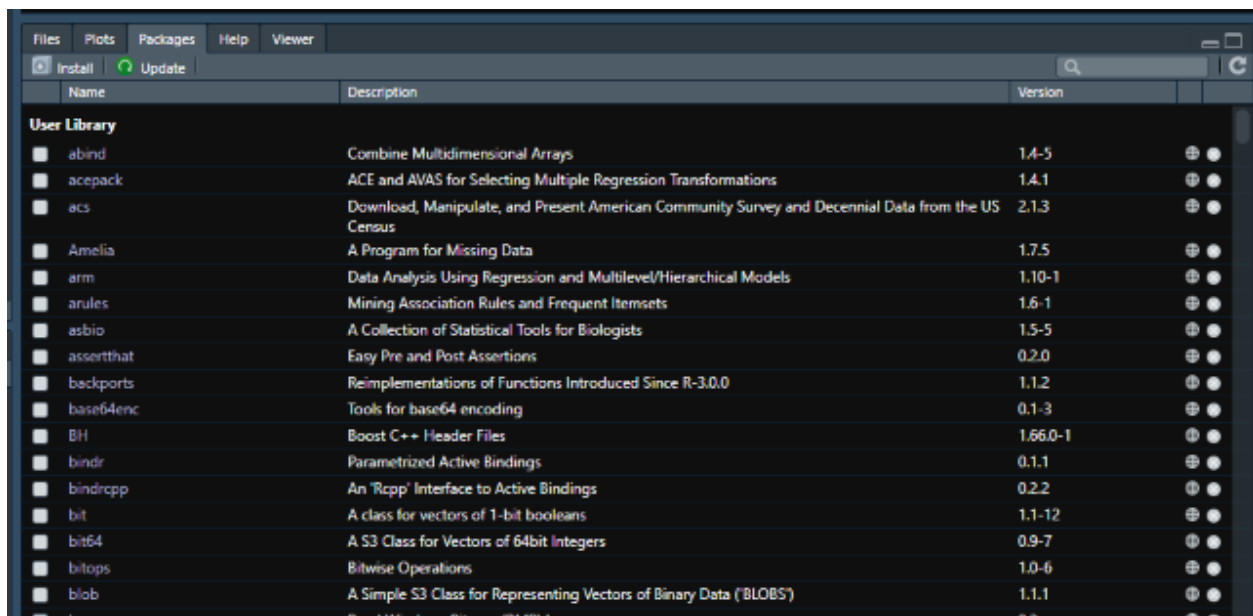 Files Plots Packages Help Viewer
Install Update
Name Description Version
User Library
abind Combine Multidimensional Arrays 1.4-5
acepack ACE and AVAS for Selecting Multiple Regression Transformations 1.4.1
acs Download, Manipulate, and Present American Community Survey and Decennial Data from the US 2.1.3
Census
Amelia A Program for Missing Data 1.7.5
arm Data Analysis Using Regression and Multilevel/Hierarchical Models 1.10-1
arules Mining Association Rules and Frequent Itemsets 1.6-1
asbio A Collection of Statistical Tools for Biologists 1.5-5
assertthat Easy Pre and Post Assertions 0.2.0
backports Reimplementations of Functions Introduced Since R-3.0.0 1.1.2
base64enc Tools for base64 encoding 0.1-3
BH Boost C++ Header Files 1.66.0-1
bindr Parametrized Active Bindings 0.1.1
bindrcpp An 'Rcpp' Interface to Active Bindings 0.2.2
bit A class for vectors of 1-bit booleans 1.1-12
bit64 A S3 Class for Vectors of 64bit Integers 0.9-7
bitops Bitwise Operations 1.0-6
blob A Simple S3 Class for Representing Vectors of Binary Data ('BLOBS') 1.1.1